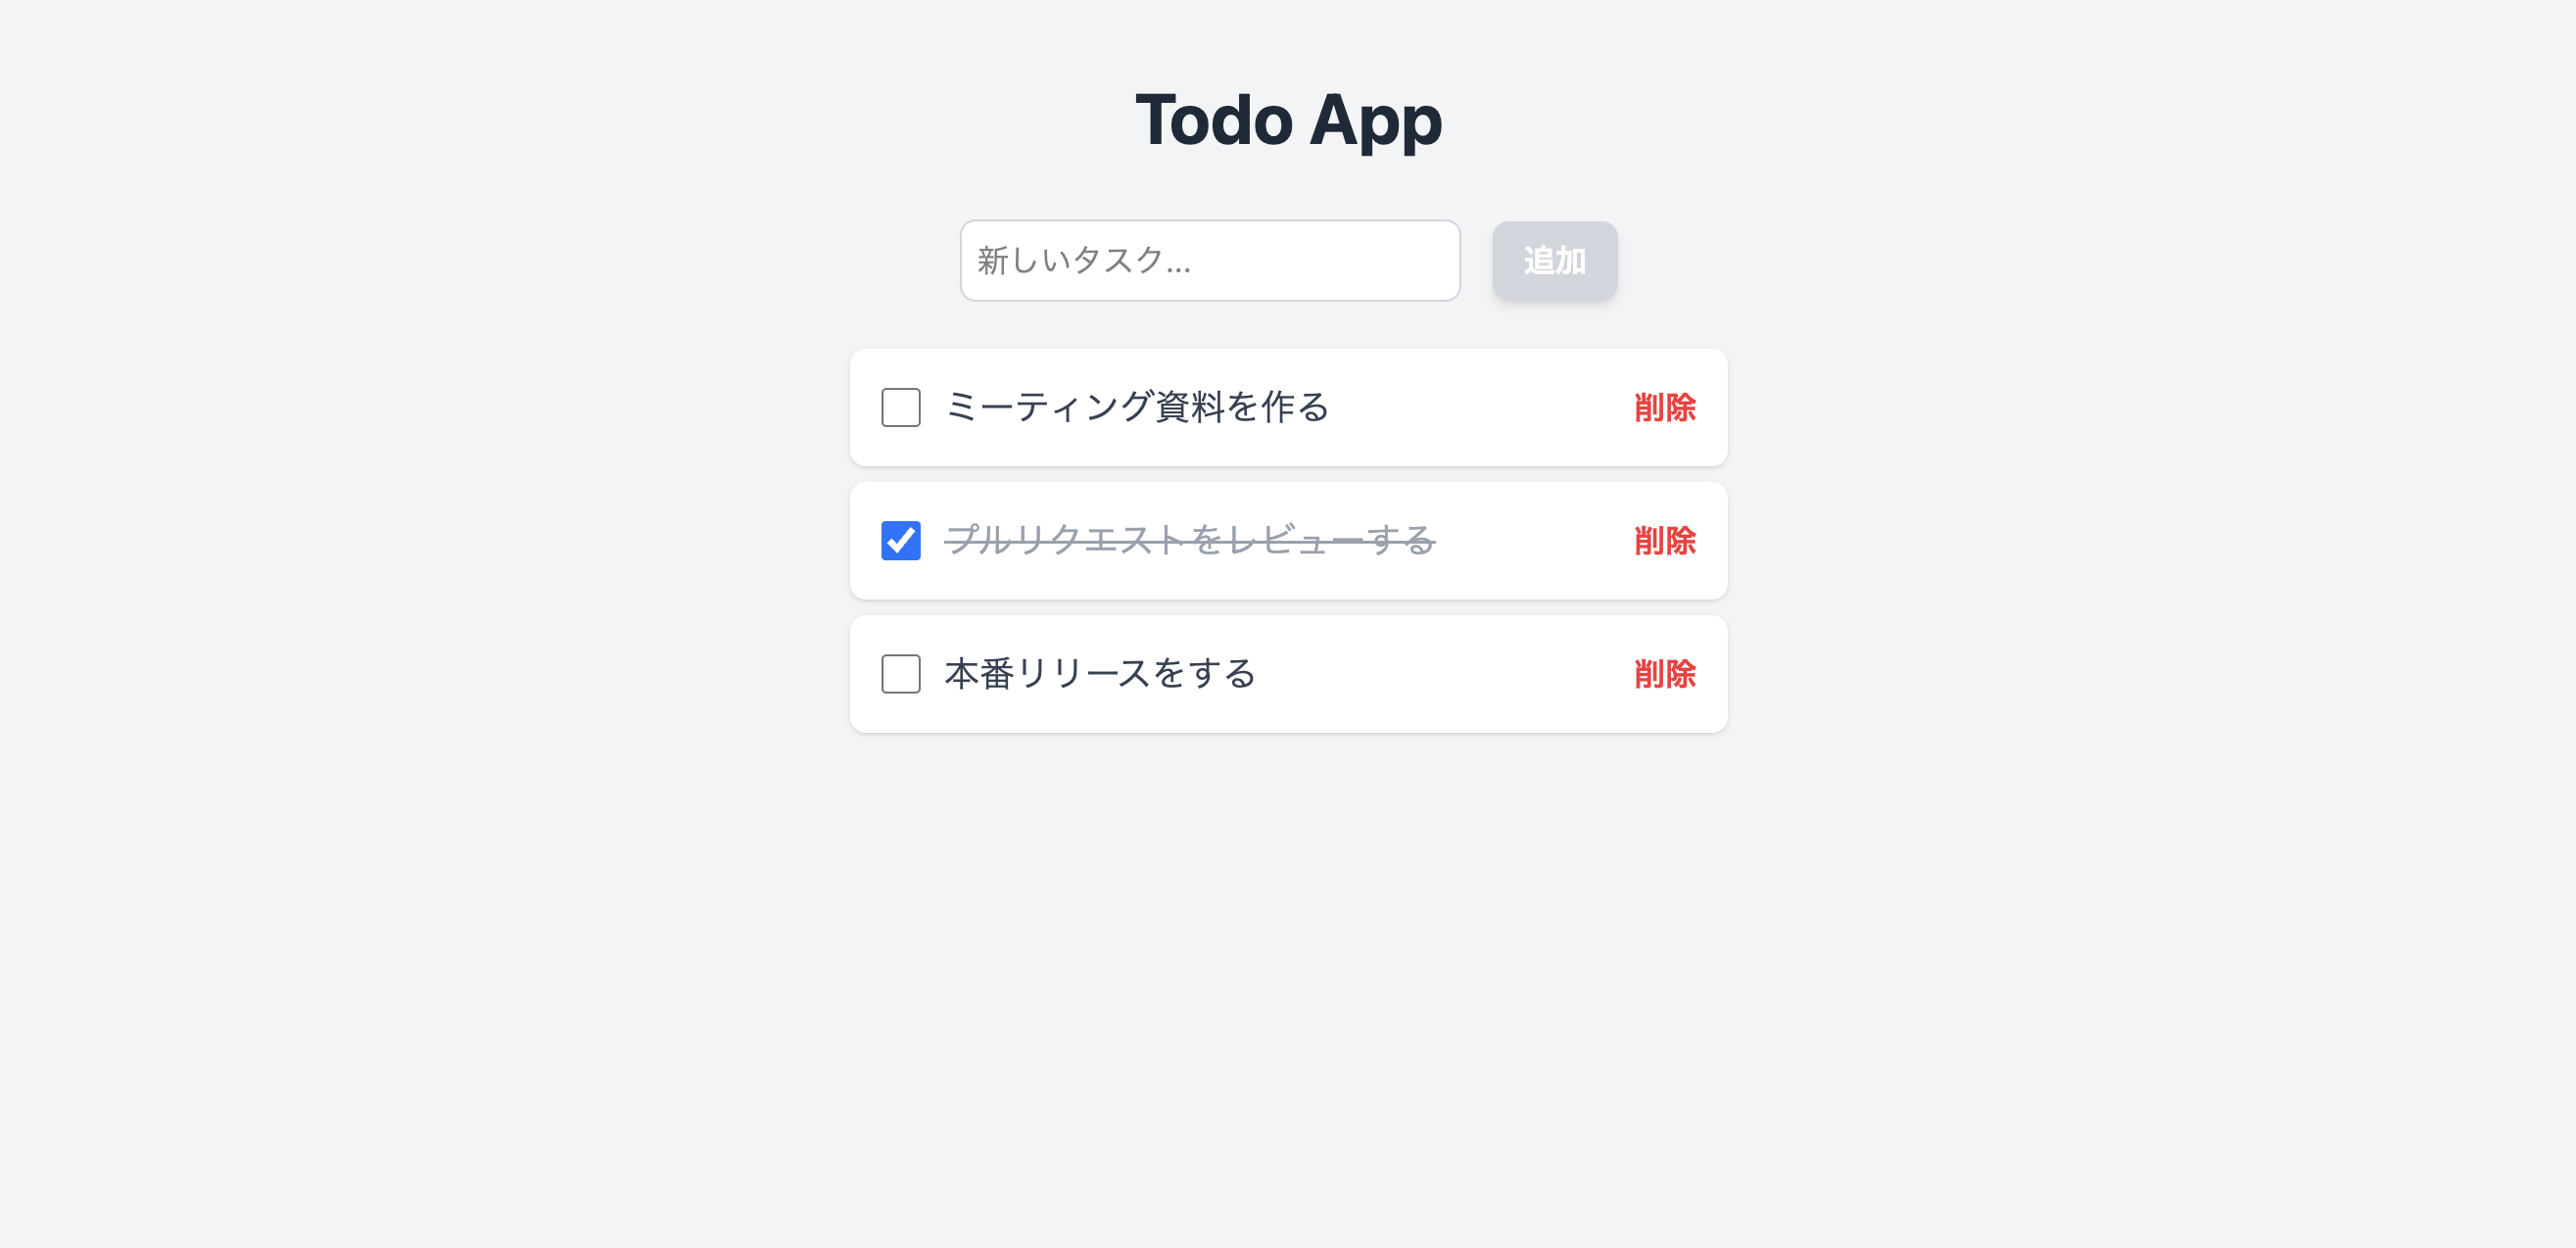 Todo App
新しいタスク...
追加
ミーティング資料を作る
削除
プルリクエストをレビューする
削除
本番リリースをする
削除